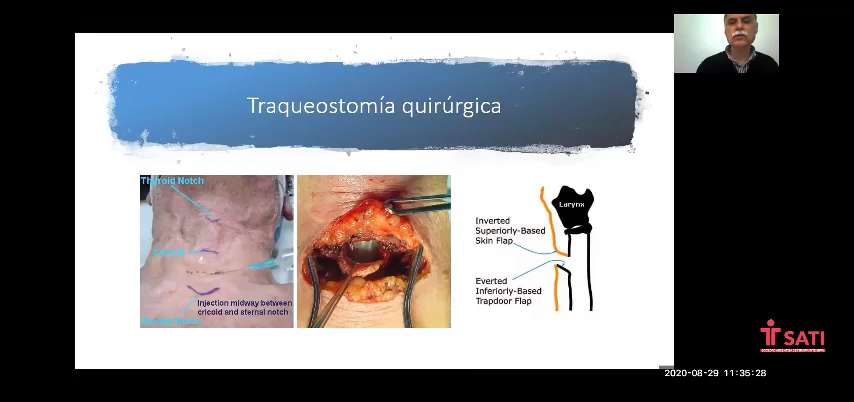 Traqueostomía quirúrgica
Thyroid Notch
Injection midway between
cricoid and sternal notch
Larynx
Inverted
Superiorly-Based
Skin Flap
Everted
Inferiorly-Based
Trapdoor Flap
SATI
2020-08-29 11:35:28